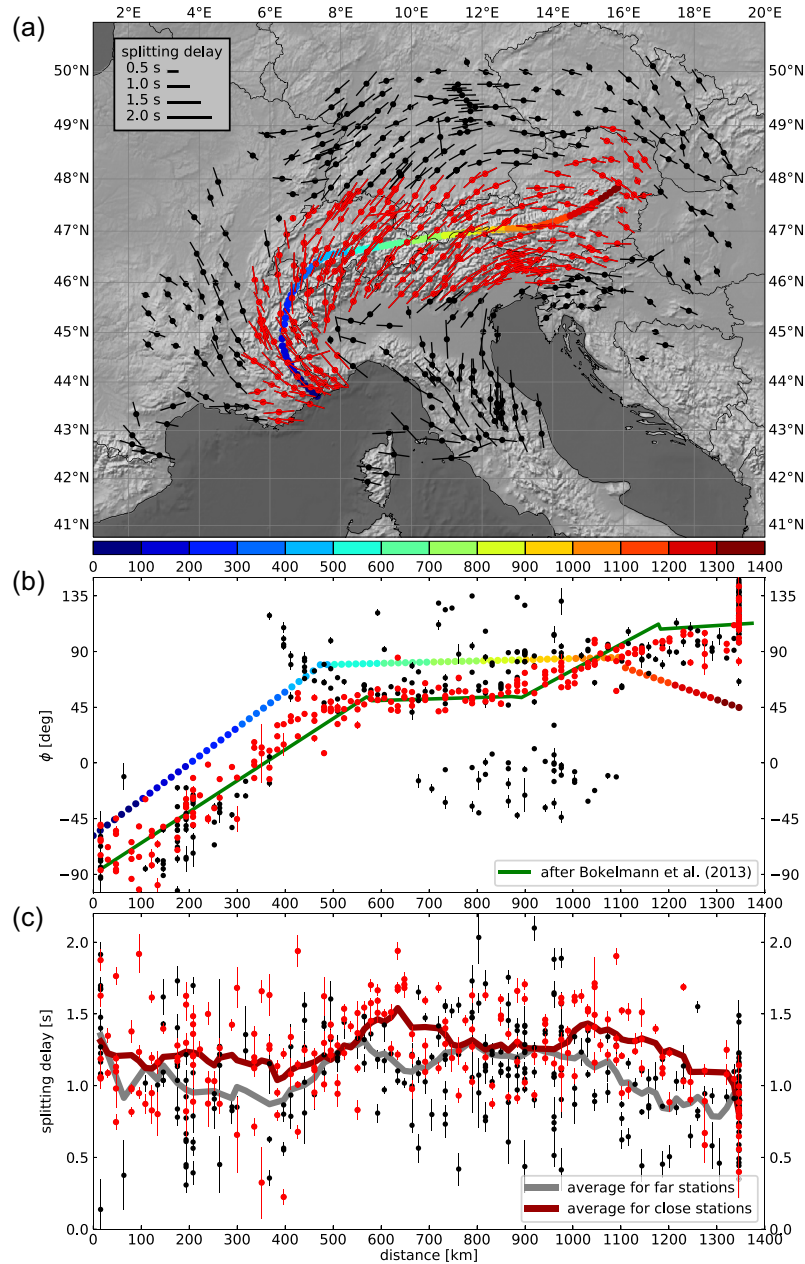 (a)
2°E 4°E 6°E 8°E 10°E 12°E 14°E 16°E 18°E 20°E
splitting delay
0.5 s
1.0 s
1.5 s
2.0 s
50°N 50°N
49°N 49°N
48°N 48°N
47°N 47°N
46°N 46°N
45°N 45°N
44°N 44°N
43°N 43°N
42°N 42°N
41°N 41°N
0 100 200 300 400 500 600 700 800 900 1000 1100 1200 1300 1400
(b)
135 135
90 90
45 45
0 0
−45 −45
−90 −90
ϕ [deg]
after Bokelmann et al. (2013)
0 100 200 300 400 500 600 700 800 900 1000 1100 1200 1300 1400
(c)
2.0 2.0
1.5 1.5
1.0 1.0
0.5 0.5
0.0 0.0
splitting delay [s]
average for far stations
average for close stations
0 100 200 300 400 500 600 700 800 900 1000 1100 1200 1300 1400
distance [km]